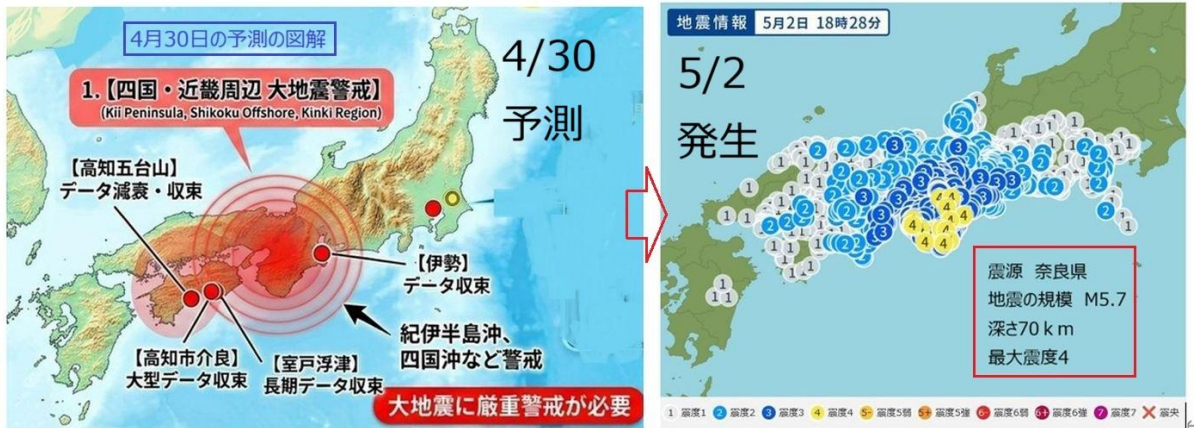 4月30日の予測の図解
4/30
予測
1.【四国・近畿周辺 大地震警戒】
(Kii Peninsula, Shikoku Offshore, Kinki Region)
【高知五台山】
データ減衰・収束
【伊勢】
データ収束
紀伊半島沖、
四国沖など警戒
【高知市介良】
大型データ収束
【室戸浮津】
長期データ収束
大地震に厳重警戒が必要
地震情報 5月2日 18時28分
5/2
発生
震源 奈良県
地震の規模 M5.7
深さ70km
最大震度4
1 震度1 2 震度2 3 震度3 4 震度4 5- 震度5弱 5+ 震度5強 6- 震度6弱 6+ 震度6強 7 震度7 震央